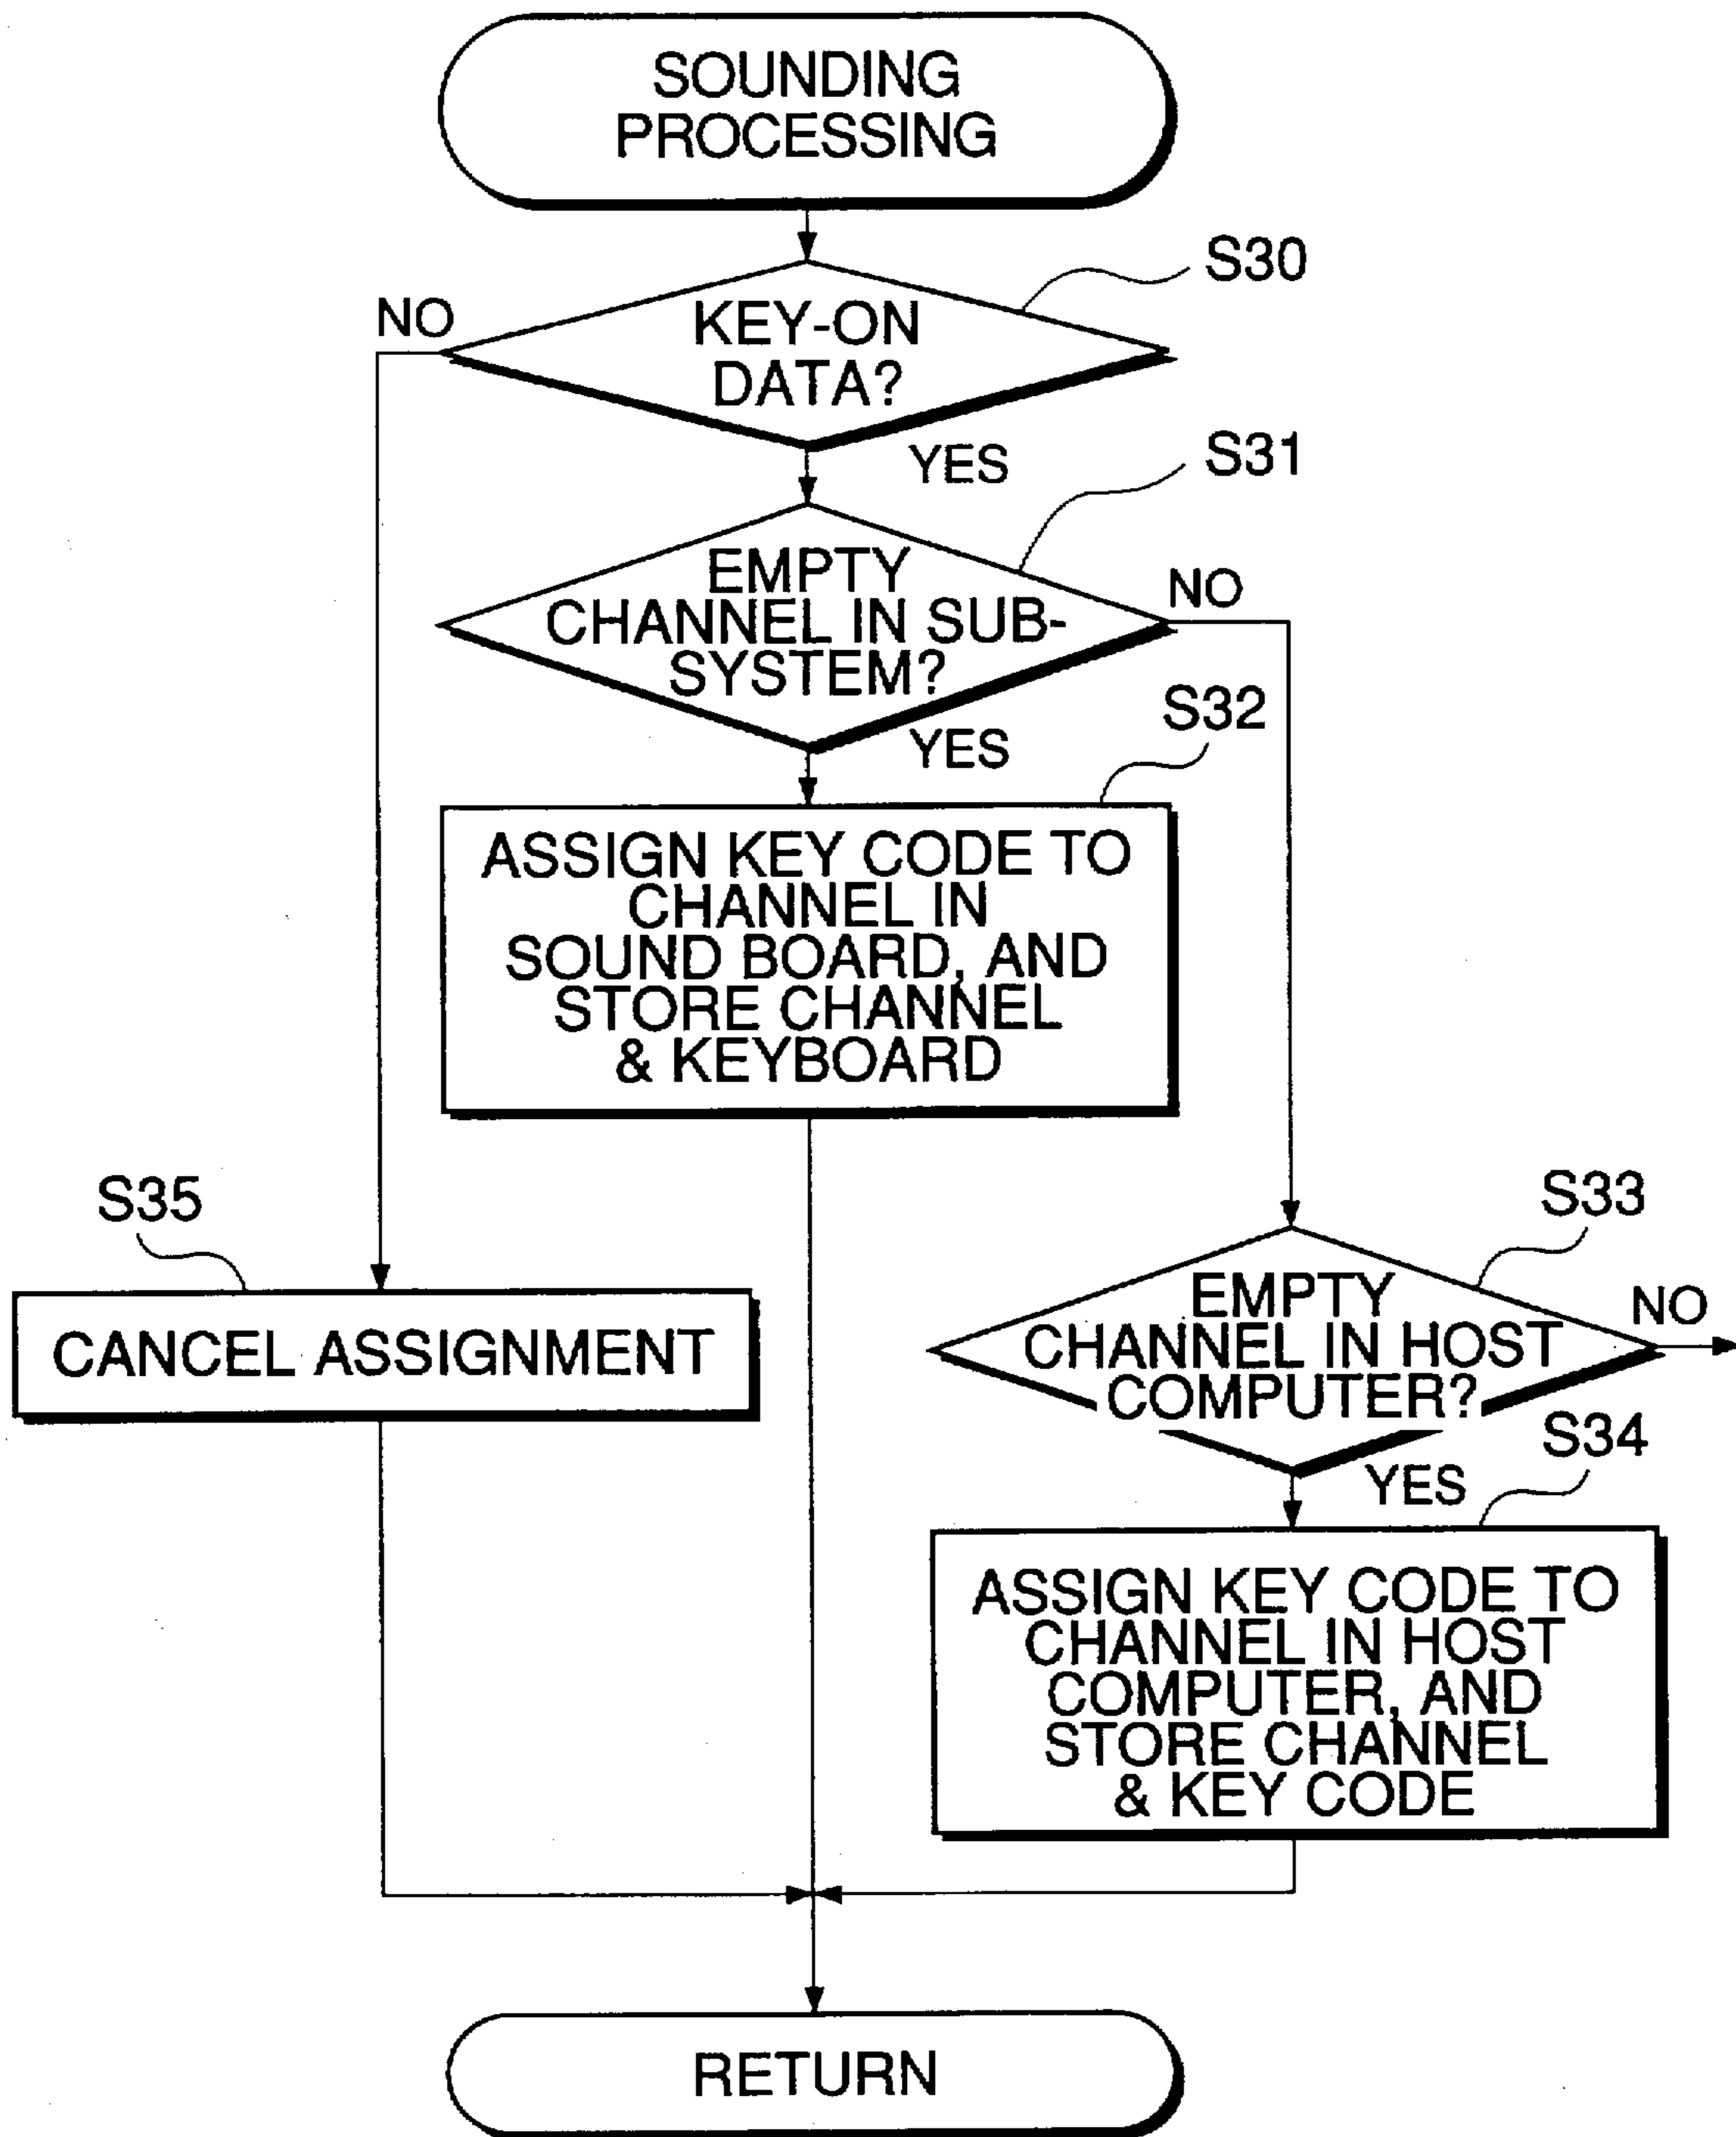 SOUNDING
PROCESSING
S30
NO
KEY-ON
DATA?
YES
S31
EMPTY
CHANNEL IN SUB-
SYSTEM?
NO
YES
S32
ASSIGN KEY CODE TO
CHANNEL IN
SOUND BOARD, AND
STORE CHANNEL
& KEYBOARD
S35
CANCEL ASSIGNMENT
S33
EMPTY
CHANNEL IN HOST
COMPUTER?
NO
YES
S34
ASSIGN KEY CODE TO
CHANNEL IN HOST
COMPUTER, AND
STORE CHANNEL
& KEY CODE
RETURN